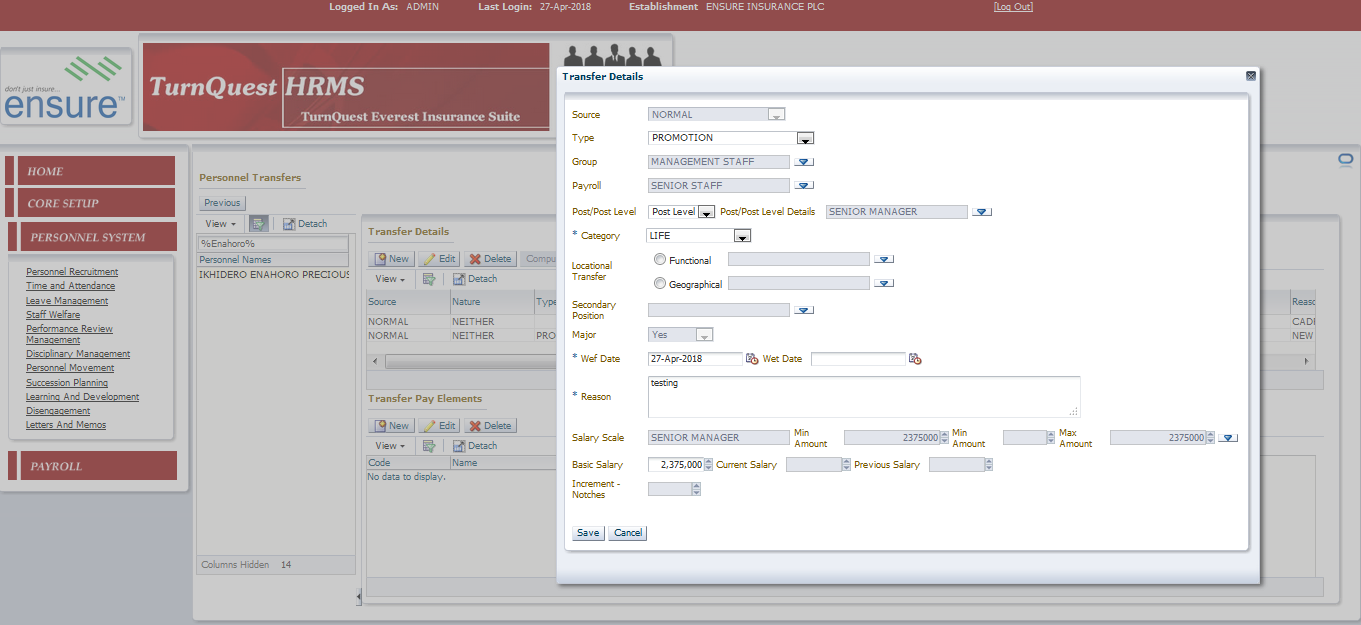 Logged In As: ADMIN Last Login: 27-Apr-2018 Establishment ENSURE INSURANCE PLC [Log Out]
don't just insure...
ensure™
TurnQuest HRMS
TurnQuest Everest Insurance Suite
HOME
CORE SETUP
PERSONNEL SYSTEM
Personnel Recruitment
Time and Attendance
Leave Management
Staff Welfare
Performance Review
Management
Disciplinary Management
Personnel Movement
Succession Planning
Learning And Development
Disengagement
Letters And Memos
PAYROLL
Personnel Transfers
Previous
View Detach
%Enahoro%
Personnel Names
IKHIDERO ENAHORO PRECIOUS
Columns Hidden 14
Transfer Details
New Edit Delete Compu
View Detach
Source Nature Type Reaso
NORMAL NEITHER CADI
NORMAL NEITHER PRO NEW
Transfer Pay Elements
New Edit Delete
View Detach
Code Name
No data to display.
Transfer Details
Source NORMAL
Type PROMOTION
Group MANAGEMENT STAFF
Payroll SENIOR STAFF
Post/Post Level Post Level Post/Post Level Details SENIOR MANAGER
* Category LIFE
Locational
Transfer
Functional
Geographical
Secondary
Position
Major Yes
* Wef Date 27-Apr-2018 Wet Date
* Reason testing
Salary Scale SENIOR MANAGER Min
Amount 2375000 Min
Amount Max
Amount 2375000
Basic Salary 2,375,000 Current Salary Previous Salary
Increment -
Notches
Save Cancel